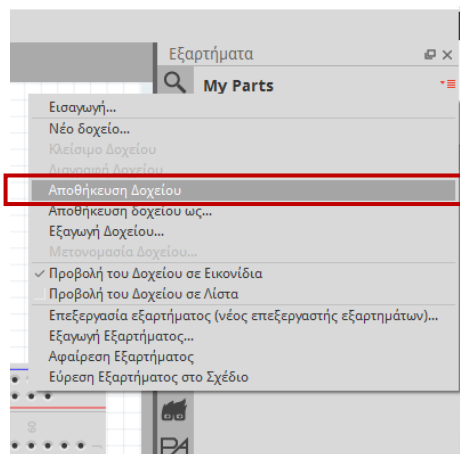 Εξαρτήματα
My Parts
Εισαγωγή...
Νέο δοχείο...
Κλείσιμο Δοχείου
Διαγραφή Δοχείου
Αποθήκευση Δοχείου
Αποθήκευση δοχείου ως...
Εξαγωγή Δοχείου...
Μετονομασία Δοχείου...
Προβολή του Δοχείου σε Εικονίδια
Προβολή του Δοχείου σε Λίστα
Επεξεργασία εξαρτήματος (νέος επεξεργαστής εξαρτημάτων)...
Εξαγωγή Εξαρτήματος...
Αφαίρεση Εξαρτήματος
Εύρεση Εξαρτήματος στο Σχέδιο